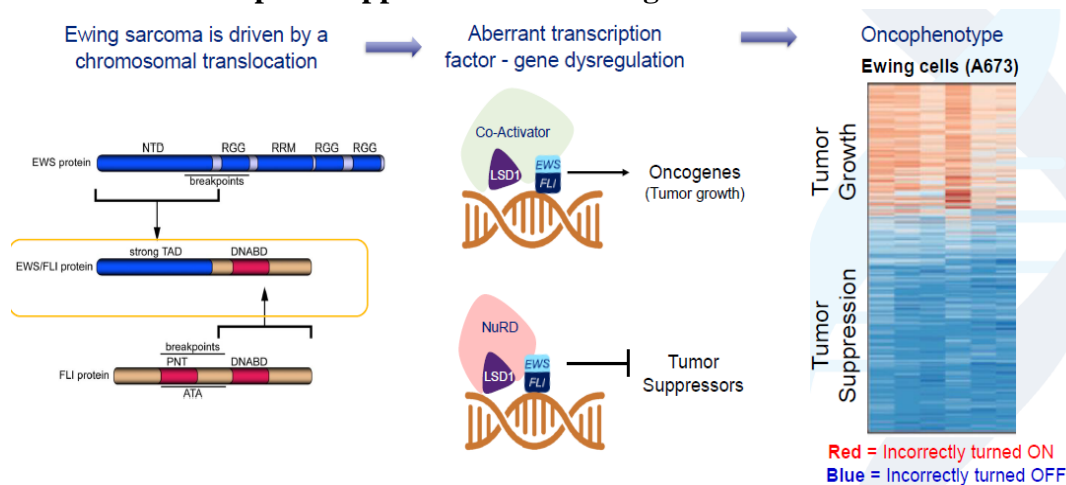 Ewing sarcoma is driven by a
chromosomal translocation
Aberrant transcription
factor - gene dysregulation
Oncophenotype
Ewing cells (A673)
NTD
RGG
RRM
RGG
RGG
EWS protein
breakpoints
strong TAD
DNABD
EWS/FLI protein
breakpoints
PNT
DNABD
FLI protein
ATA
Co-Activator
LSD1
EWS
FLI
Oncogenes
(Tumor growth)
NuRD
LSD1
EWS
FLI
Tumor
Suppressors
Tumor
Growth
Tumor
Suppression
Red = Incorrectly turned ON
Blue = Incorrectly turned OFF